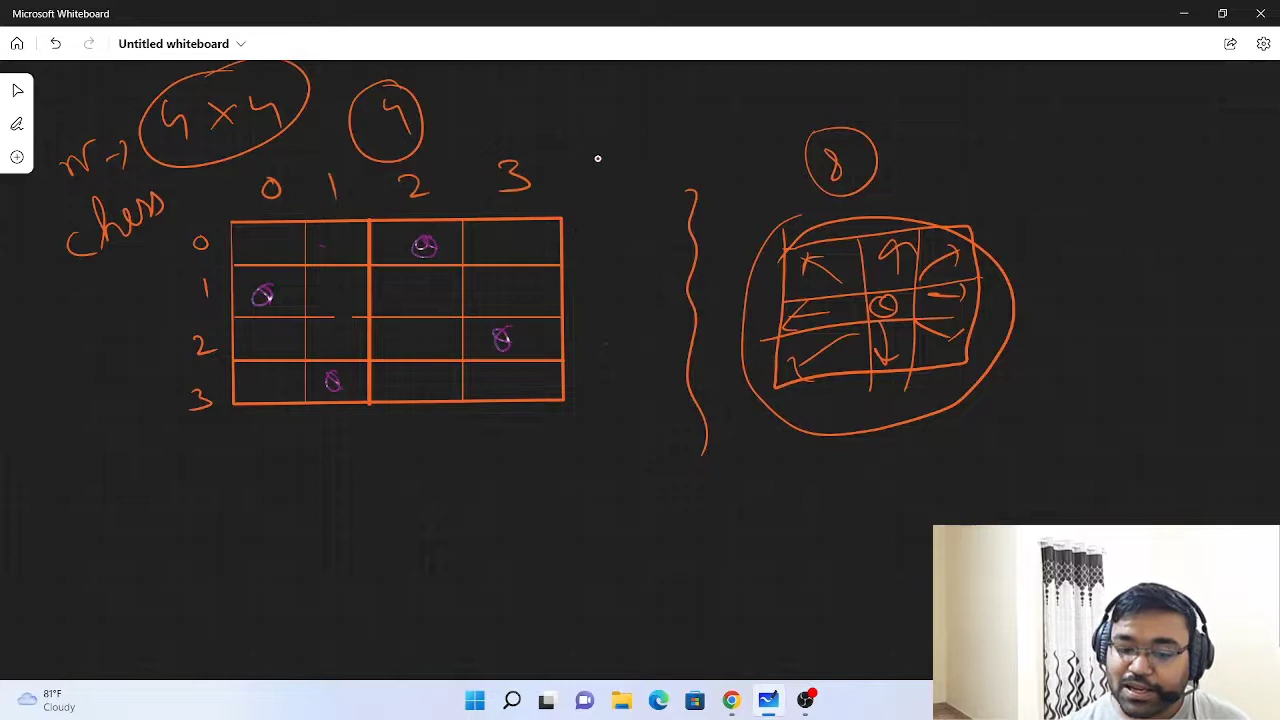 Microsoft Whiteboard
Untitled whiteboard
4 x 4 4
n →
chess
8
0 1 2 3
0
1
2
3
81°F
Cloudy